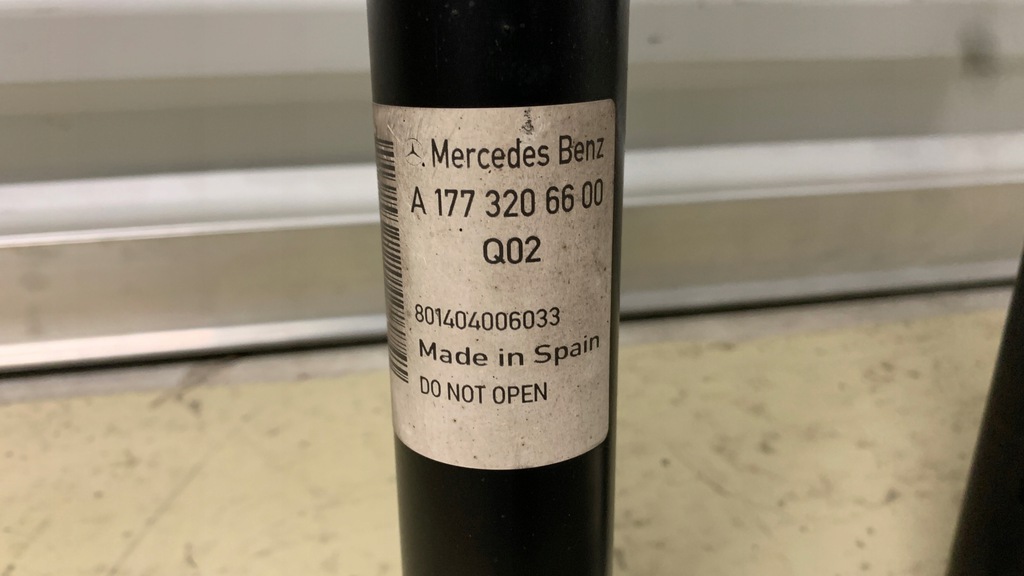 Mercedes Benz
A 177 320 66 00
Q02
801404006033
Made in Spain
DO NOT OPEN